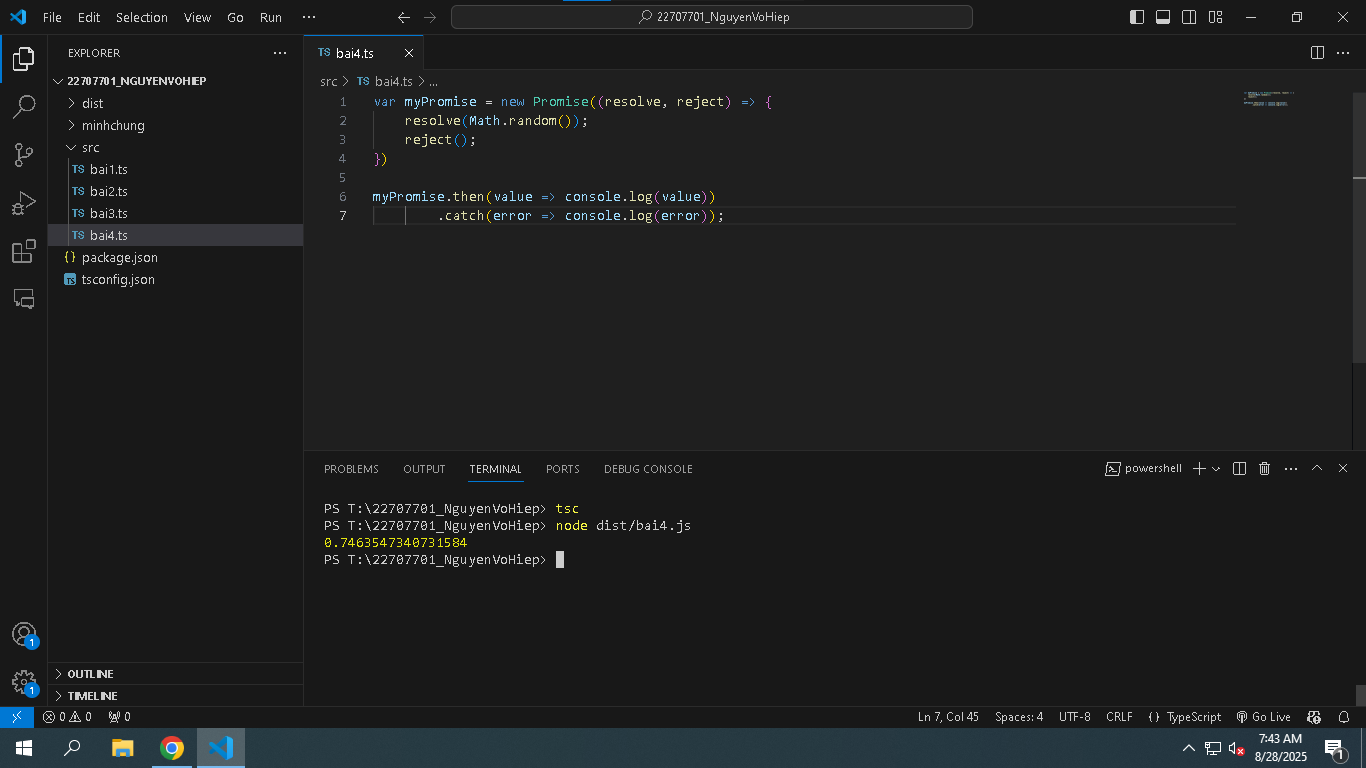 File Edit Selection View Go Run ··· 22707701_NguyenVoHiep
EXPLORER ···
22707701_NGUYENVOHIEP
dist
minhchung
src
TS bai1.ts
TS bai2.ts
TS bai3.ts
TS bai4.ts
{} package.json
TS tsconfig.json
OUTLINE
TIMELINE
TS bai4.ts
src > TS bai4.ts > ...
1 var myPromise = new Promise((resolve, reject) => {
2 resolve(Math.random());
3 reject();
4 })
5
6 myPromise.then(value => console.log(value))
7 .catch(error => console.log(error));
PROBLEMS OUTPUT TERMINAL PORTS DEBUG CONSOLE powershell
PS T:\22707701_NguyenVoHiep> tsc
PS T:\22707701_NguyenVoHiep> node dist/bai4.js
0.7463547340731584
PS T:\22707701_NguyenVoHiep>
1
1
0 0 0 Ln 7, Col 45 Spaces: 4 UTF-8 CRLF {} TypeScript Go Live
7:43 AM
8/28/2025
1